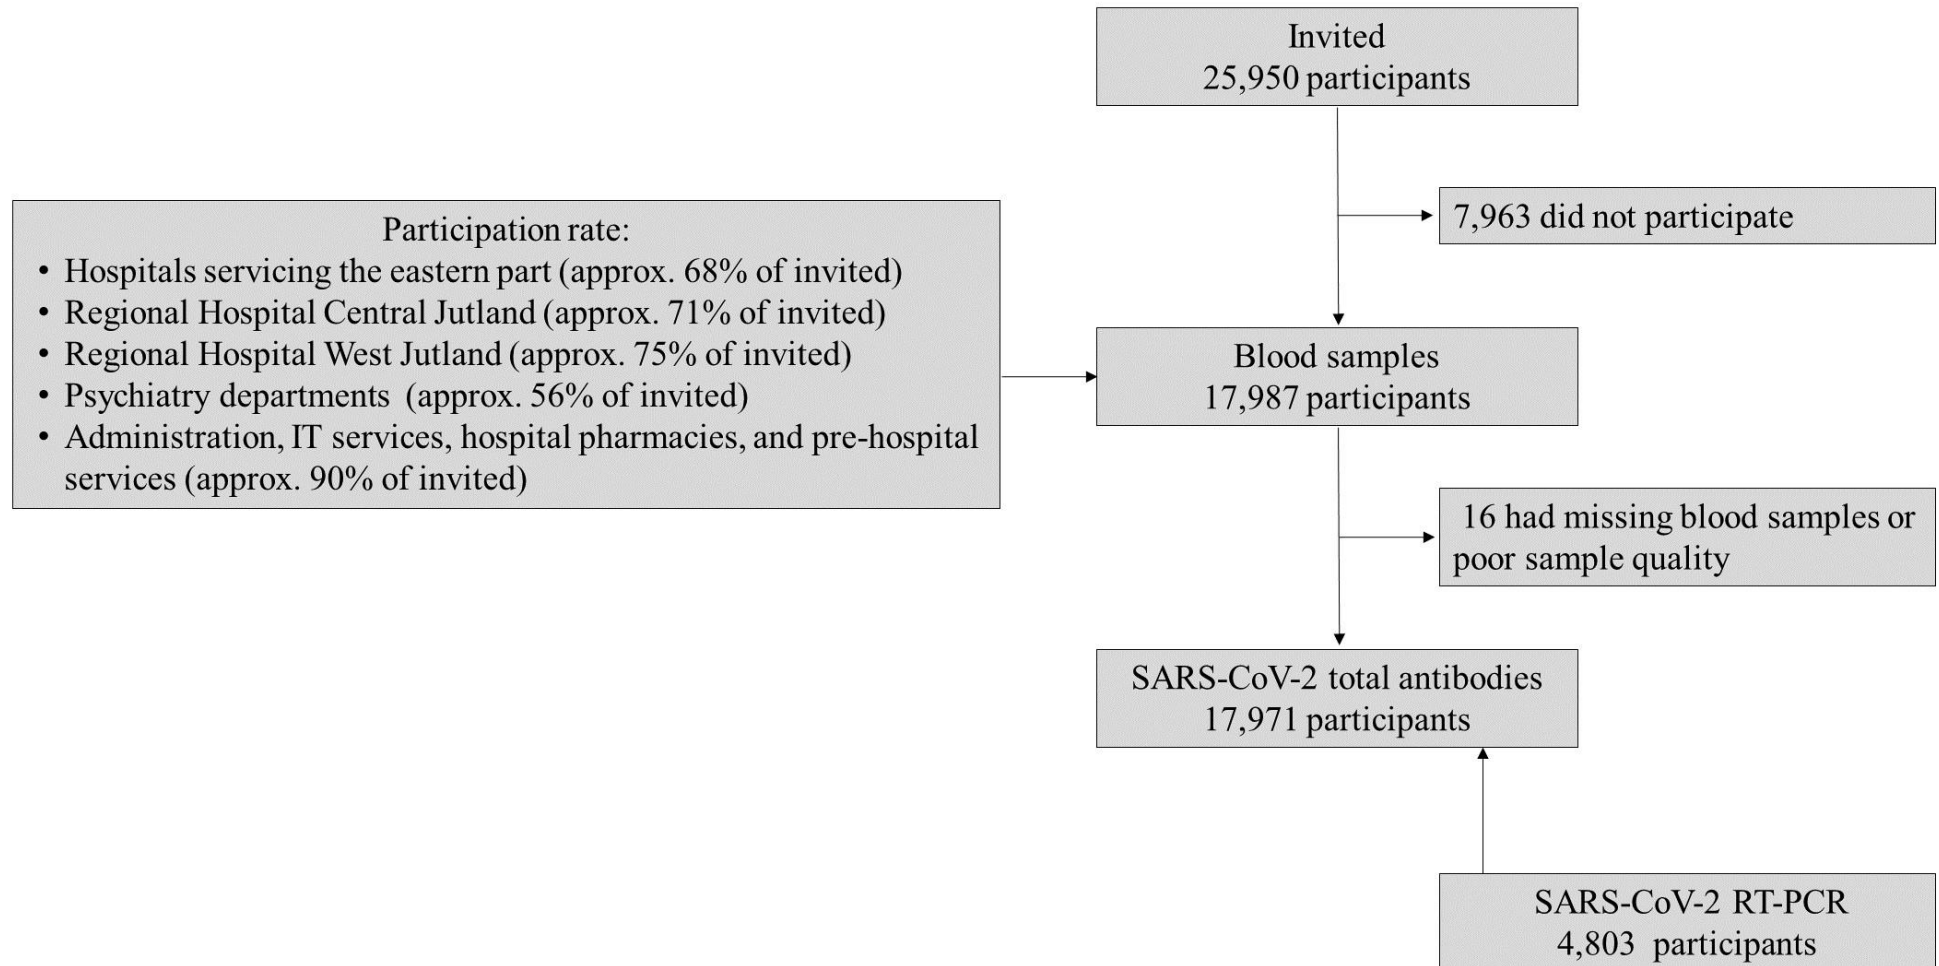 Invited
25,950 participants
7,963 did not participate
Participation rate:
• Hospitals servicing the eastern part (approx. 68% of invited)
• Regional Hospital Central Jutland (approx. 71% of invited)
• Regional Hospital West Jutland (approx. 75% of invited)
• Psychiatry departments (approx. 56% of invited)
• Administration, IT services, hospital pharmacies, and pre-hospital
services (approx. 90% of invited)
Blood samples
17,987 participants
16 had missing blood samples or
poor sample quality
SARS-CoV-2 total antibodies
17,971 participants
SARS-CoV-2 RT-PCR
4,803 participants